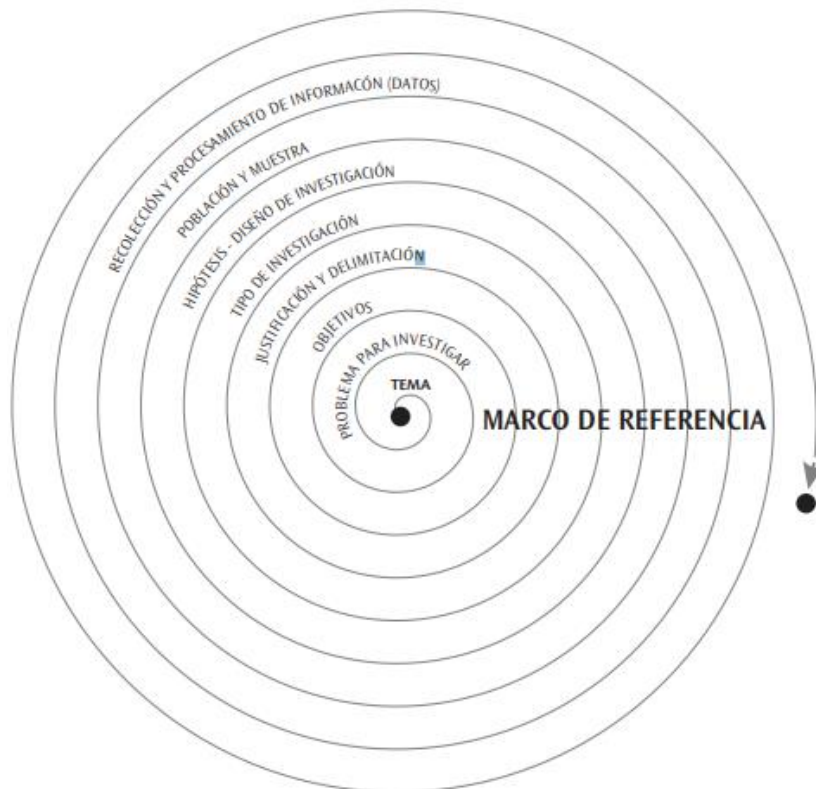 RECOLECCIÓN Y PROCESAMIENTO DE INFORMACÓN (DATOS)
POBLACIÓN Y MUESTRA
HIPÓTESIS - DISEÑO DE INVESTIGACIÓN
TIPO DE INVESTIGACIÓN
JUSTIFICACIÓN Y DELIMITACIÓN
OBJETIVOS
PROBLEMA PARA INVESTIGAR
TEMA
MARCO DE REFERENCIA